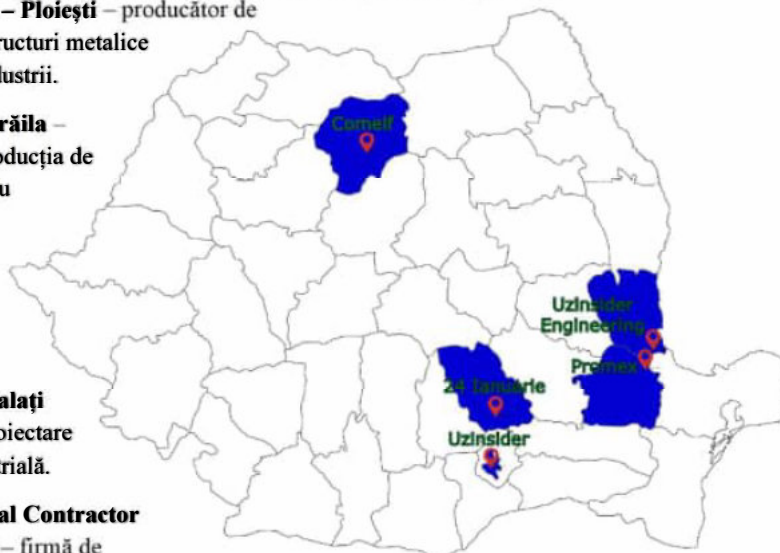 – Ploiești – producător de
ructuri metalice
lustrii.
răila –
oducția de
u
alați
oiectare
trială.
al Contractor
– firmă de
Comelf
Uzinsider
Engineering
Promex
24 Ianuarie
Uzinsider